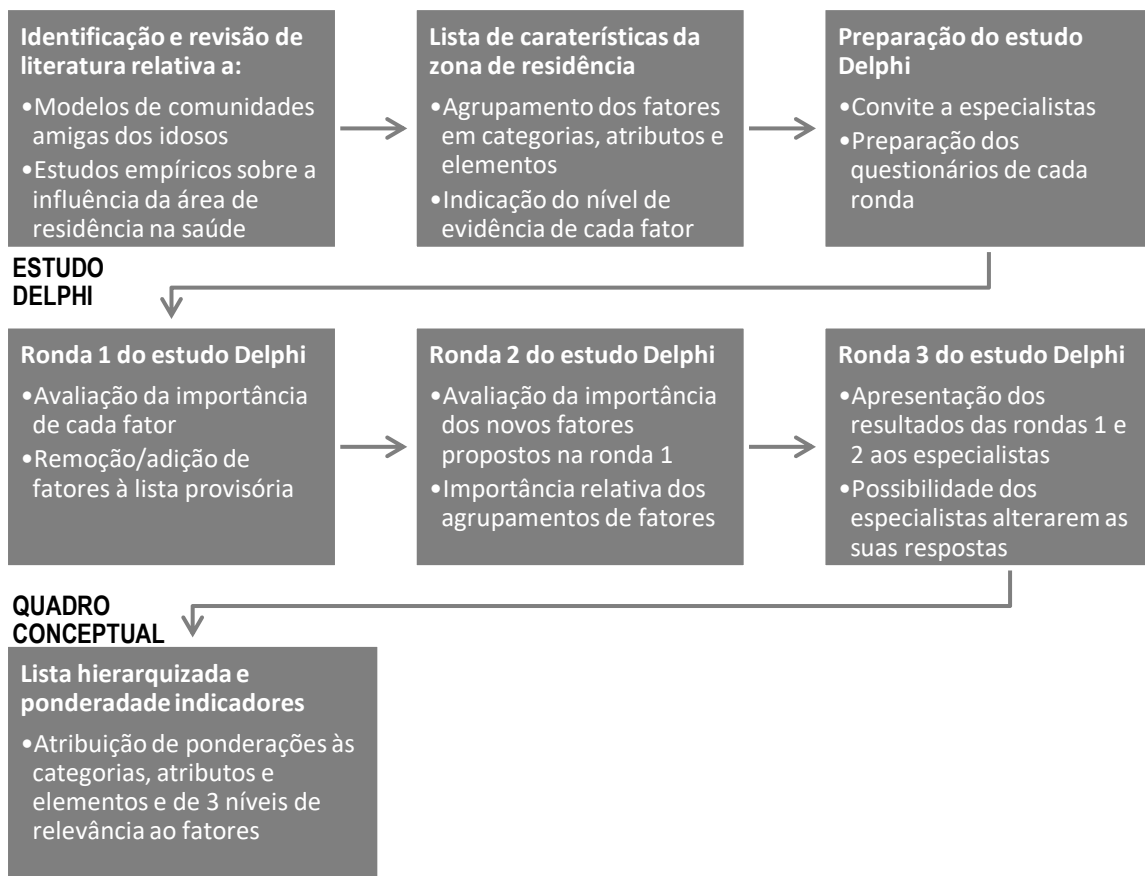 Identificação e revisão de
literatura relativa a:
•Modelos de comunidades
amigas dos idosos
•Estudos empíricos sobre a
influência da área de
residência na saúde
Lista de caraterísticas da
zona de residência
•Agrupamento dos fatores
em categorias, atributos e
elementos
•Indicação do nível de
evidência de cada fator
Preparação do estudo
Delphi
•Convite a especialistas
•Preparação dos
questionários de cada
ronda
ESTUDO
DELPHI
Ronda 1 do estudo Delphi
•Avaliação da importância
de cada fator
•Remoção/adição de
fatores à lista provisória
Ronda 2 do estudo Delphi
•Avaliação da importância
dos novos fatores
propostos na ronda 1
•Importância relativa dos
agrupamentos de fatores
Ronda 3 do estudo Delphi
•Apresentação dos
resultados das rondas 1 e
2 aos especialistas
•Possibilidade dos
especialistas alterarem as
suas respostas
QUADRO
CONCEPTUAL
Lista hierarquizada e
ponderadade indicadores
•Atribuição de ponderações às
categorias, atributos e
elementos e de 3 níveis de
relevância ao fatores